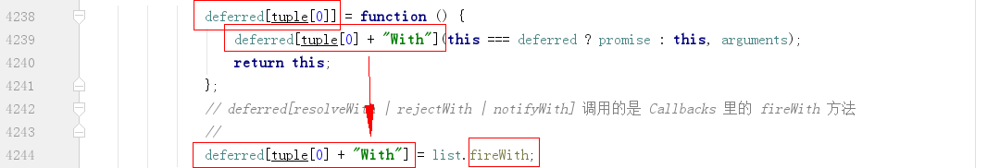 4238 deferred[tuple[0]] = function () {
4239 deferred[tuple[0] + "With"](this === deferred ? promise : this, arguments);
4240 return this;
4241 };
4242 // deferred[resolveWith | rejectWith | notifyWith] 调用的是 Callbacks 里的 fireWith 方法
4243 //
4244 deferred[tuple[0] + "With"] = list.fireWith;